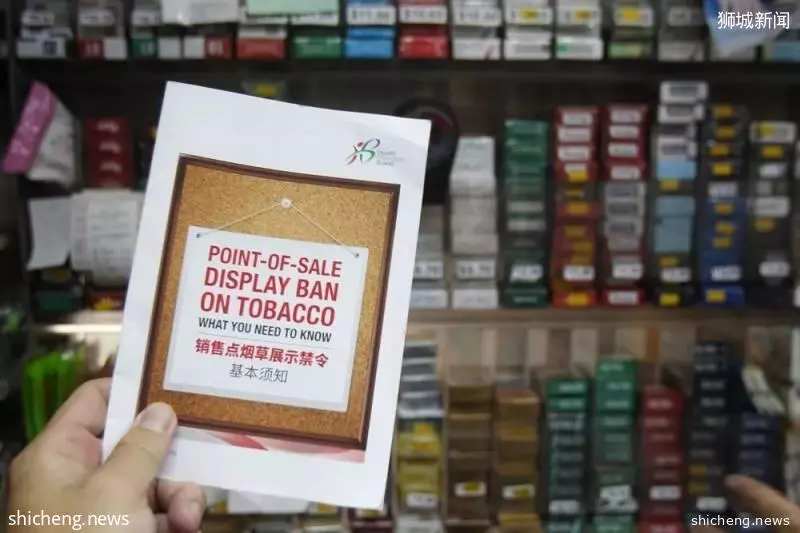 狮城新闻
POINT-OF-SALE
DISPLAY BAN
ON TOBACCO
WHAT YOU NEED TO KNOW
销售点烟草展示禁令
基本须知
shicheng.news
shicheng.news